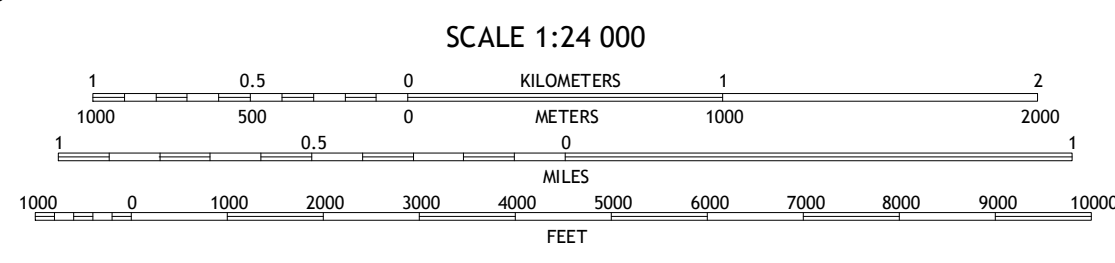 SCALE 1:24 000
1 0.5 0 KILOMETERS 1 2
1000 500 0 METERS 1000 2000
1 0.5 0 1
MILES
1000 0 1000 2000 3000 4000 5000 6000 7000 8000 9000 10000
FEET